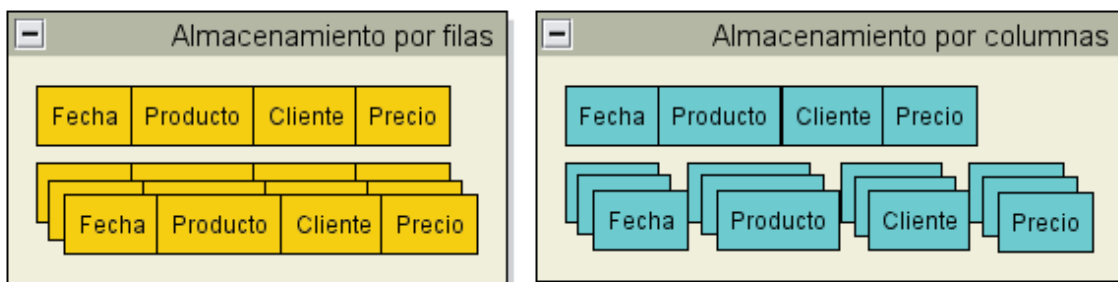 Almacenamiento por filas
Fecha Producto Cliente Precio
Fecha Producto Cliente Precio
Almacenamiento por columnas
Fecha Producto Cliente Precio
Fecha Producto Cliente Precio